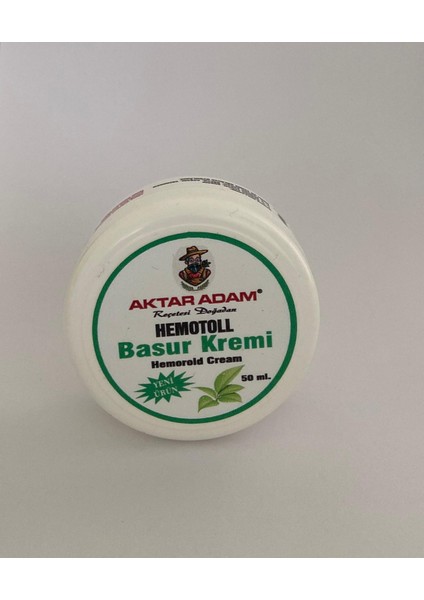 AKTAR ADAM®
Reçetesi Doğadan
HEMOTOLL
Basur Kremi
Hemoroid Cream
50 ml.
YENİ
ÜRÜN